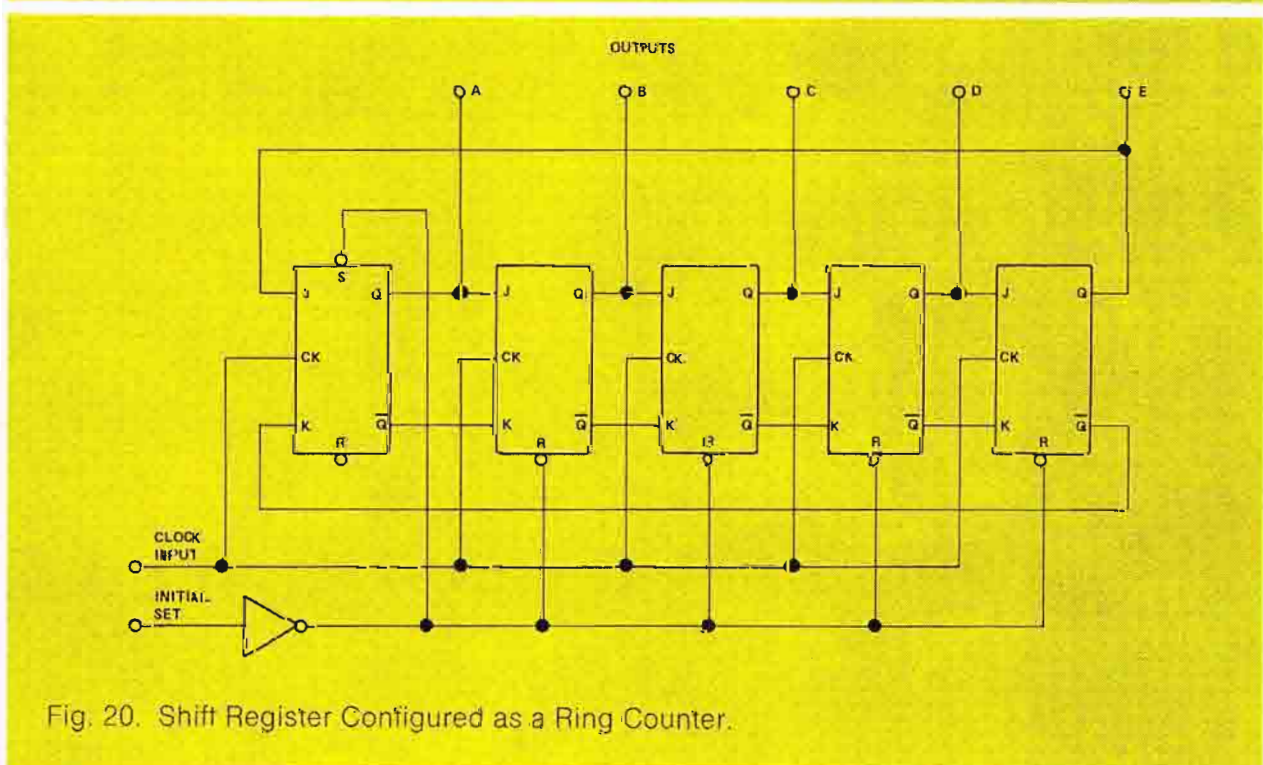 OUTPUTS
A B C D E
S
J Q J Q J Q J Q J Q
CK CK CK CK CK
K Q̅ K Q̅ K Q̅ K Q̅ K Q̅
R R R R R
CLOCK
INPUT
INITIAL
SET
Fig. 20. Shift Register Configured as a Ring Counter.